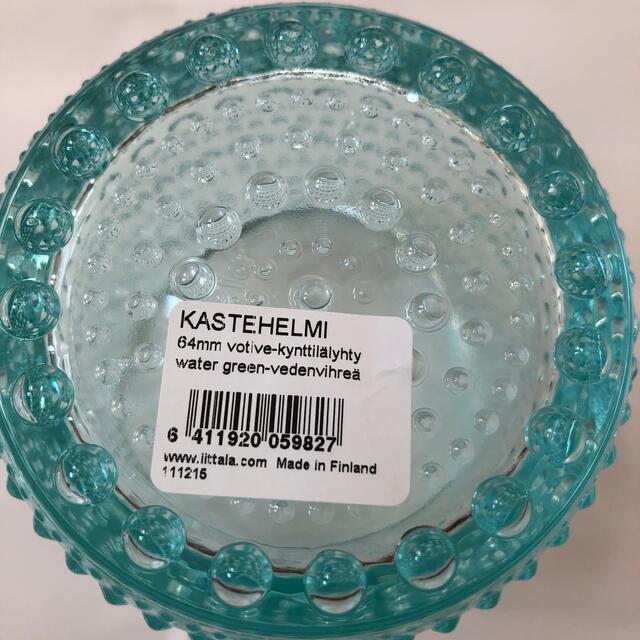 KASTEHELMI
64mm votive-kynttilälyhty
water green-vedenvihreä
6 411920 059827
www.iittala.com Made in Finland
111215